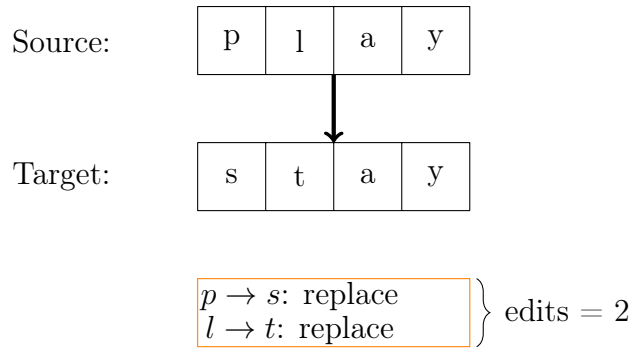 Source: p l a y
Target: s t a y
p → s: replace
l → t: replace
edits = 2